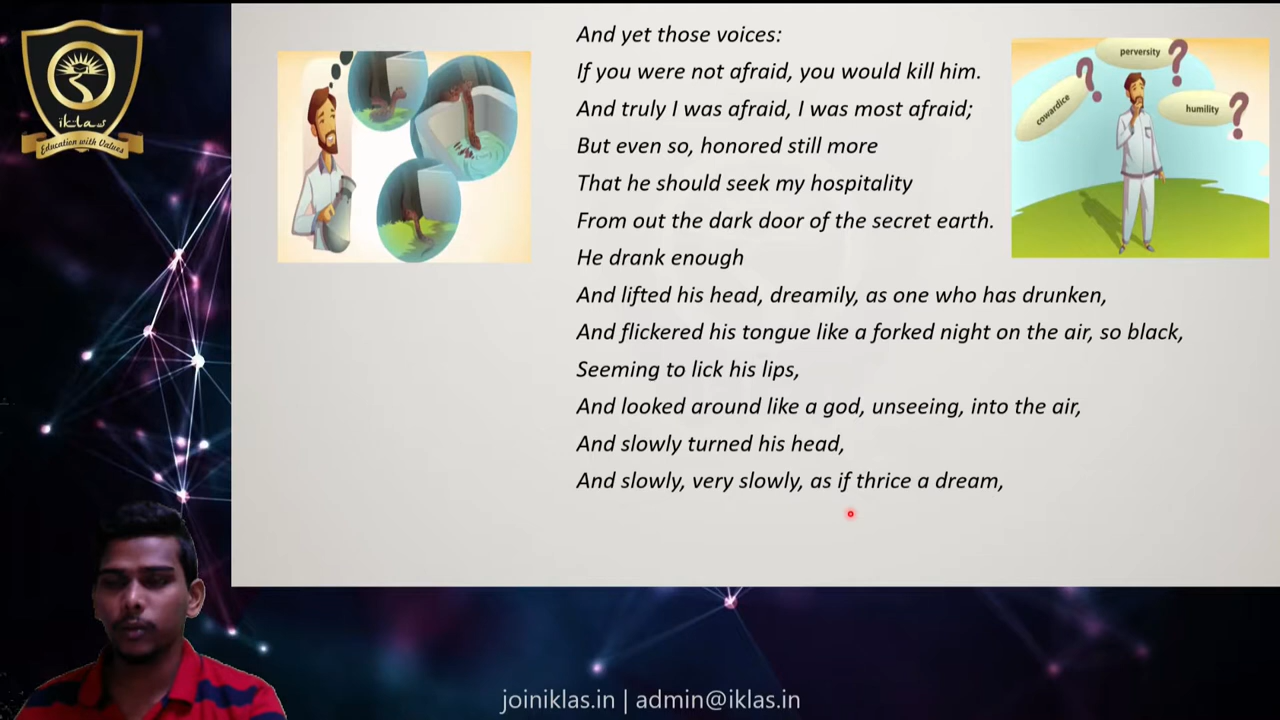 iklas
Education with Values
And yet those voices:
If you were not afraid, you would kill him.
And truly I was afraid, I was most afraid;
But even so, honored still more
That he should seek my hospitality
From out the dark door of the secret earth.
He drank enough
And lifted his head, dreamily, as one who has drunken,
And flickered his tongue like a forked night on the air, so black,
Seeming to lick his lips,
And looked around like a god, unseeing, into the air,
And slowly turned his head,
And slowly, very slowly, as if thrice a dream,
perversity
cowardice
humility
joiniklas.in | admin@iklas.in